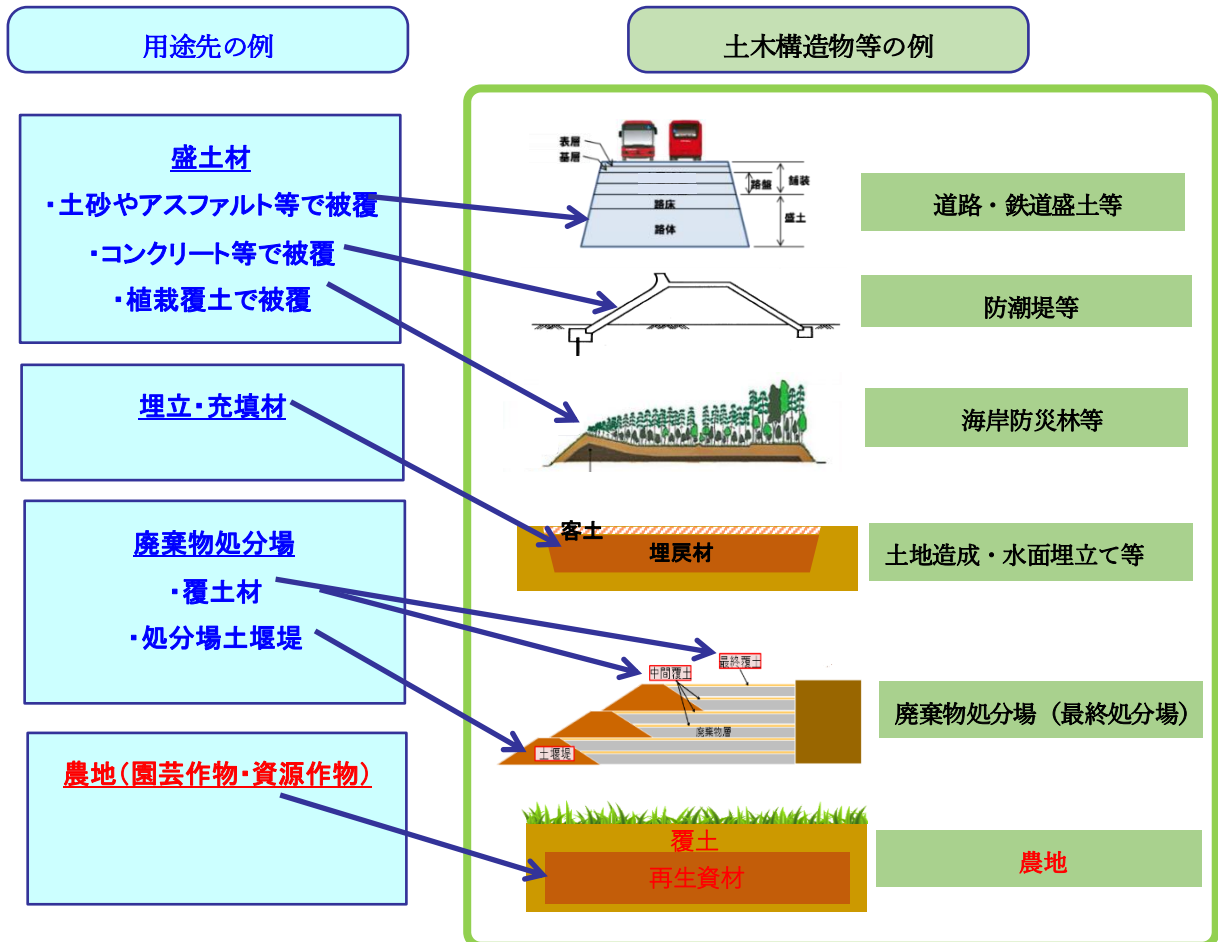 用途先の例
土木構造物等の例
盛土材
・土砂やアスファルト等で被覆
・コンクリート等で被覆
・植栽覆土で被覆
表層
基層
路盤
舗装
路床
盛土
路体
道路・鉄道盛土等
防潮堤等
海岸防災林等
埋立・充填材
客土
埋戻材
土地造成・水面埋立て等
廃棄物処分場
・覆土材
・処分場土堰堤
最終覆土
中間覆土
廃棄物層
土堰堤
廃棄物処分場（最終処分場）
農地（園芸作物・資源作物）
覆土
再生資材
農地